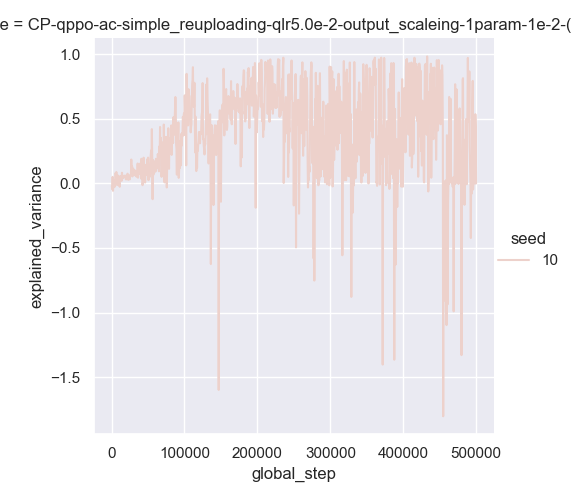 e = CP-qppo-ac-simple_reuploading-qlr5.0e-2-output_scaleing-1param-1e-2-(
1.0
0.5
0.0
−0.5
−1.0
−1.5
explained_variance
0 100000 200000 300000 400000 500000
global_step
seed
10